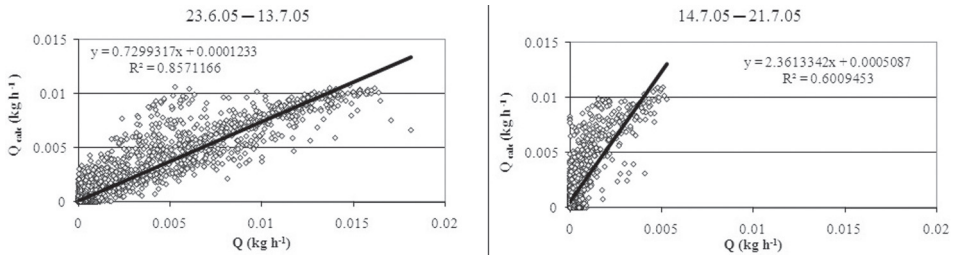 23.6.05 — 13.7.05
y = 0.7299317x + 0.0001233
R² = 0.8571166
0.015
0.01
0.005
0
Q calc (kg h⁻¹)
0 0.005 0.01 0.015 0.02
Q (kg h⁻¹)
14.7.05 — 21.7.05
y = 2.3613342x + 0.0005087
R² = 0.6009453
0.015
0.01
0.005
0
Q calc (kg h⁻¹)
0 0.005 0.01 0.015 0.02
Q (kg h⁻¹)